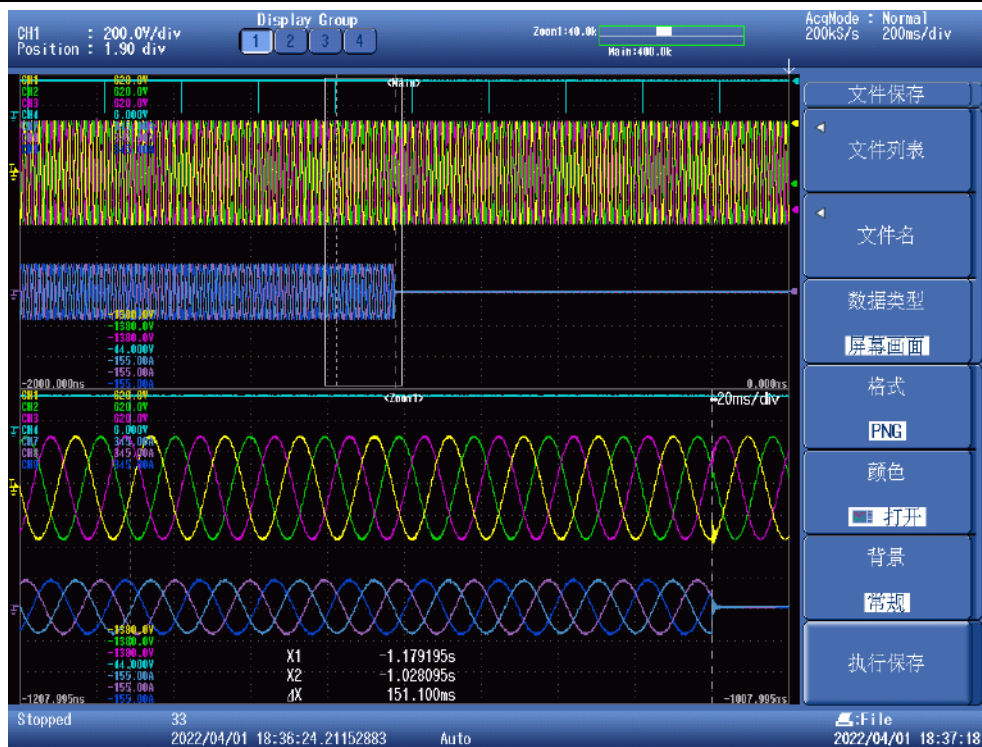 CH1 : 200.0V/div
Position : 1.90 div
Display Group
1 2 3 4
Zoom1:40.0k
Main:400.0k
AcqMode : Normal
200kS/s 200ms/div
<Main>
CH1 620.0V
CH2 620.0V
CH3 620.0V
CH4 6.000V
-1380.0V
-1380.0V
-1380.0V
-44.000V
-155.00A
-155.00A
-155.00A
-2000.000ms
0.000ms
<Zoom1>
20ms/div
CH1 620.0V
CH2 620.0V
CH3 620.0V
CH4 6.000V
CH7 345.00A
CH8 345.00A
CH9 345.00A
-1380.0V
-1380.0V
-1380.0V
-44.000V
-155.00A
-155.00A
-155.00A
X1 -1.179195s
X2 -1.028095s
ΔX 151.100ms
-1207.995ms
-1007.995ms
文件保存
文件列表
文件名
数据类型
屏幕画面
格式
PNG
颜色
打开
背景
常规
执行保存
Stopped 33
2022/04/01 18:36:24.21152883 Auto
:File
2022/04/01 18:37:18